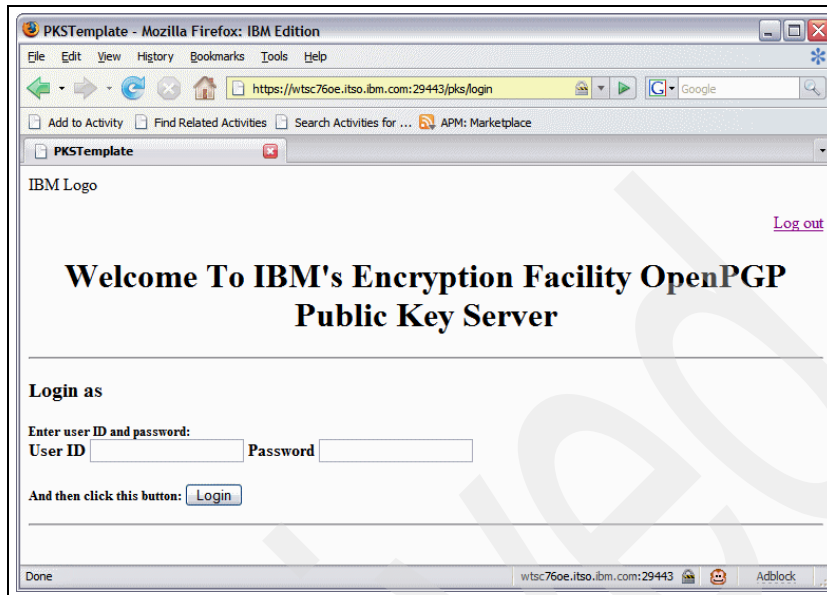 PKSTemplate - Mozilla Firefox: IBM Edition
File Edit View History Bookmarks Tools Help
https://wtsc76oe.itso.ibm.com:29443/pks/login G Google
Add to Activity Find Related Activities Search Activities for ... APM: Marketplace
PKSTemplate
IBM Logo
Log out
Welcome To IBM's Encryption Facility OpenPGP
Public Key Server
Login as
Enter user ID and password:
User ID Password
And then click this button: Login
Done wtsc76oe.itso.ibm.com:29443 Adblock